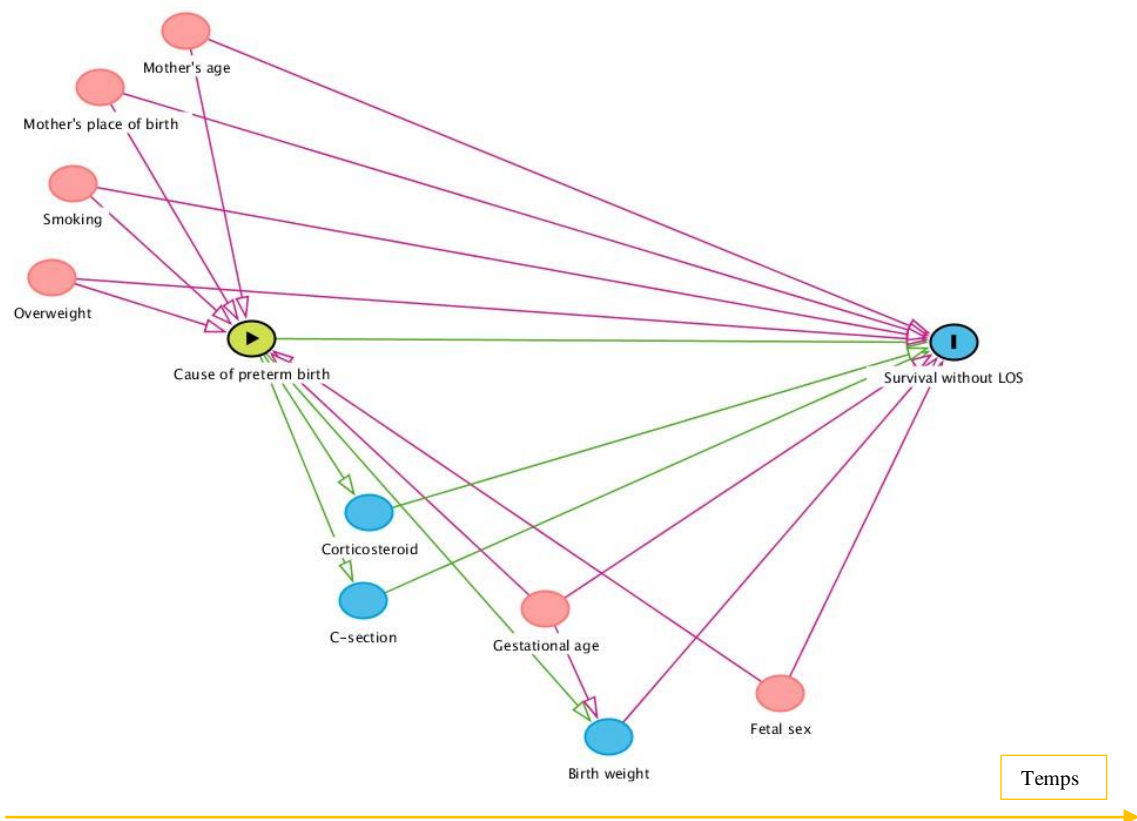 Mother's age
Mother's place of birth
Smoking
Overweight
Cause of preterm birth
Survival without LOS
Corticosteroid
C-section
Gestational age
Fetal sex
Birth weight
Temps